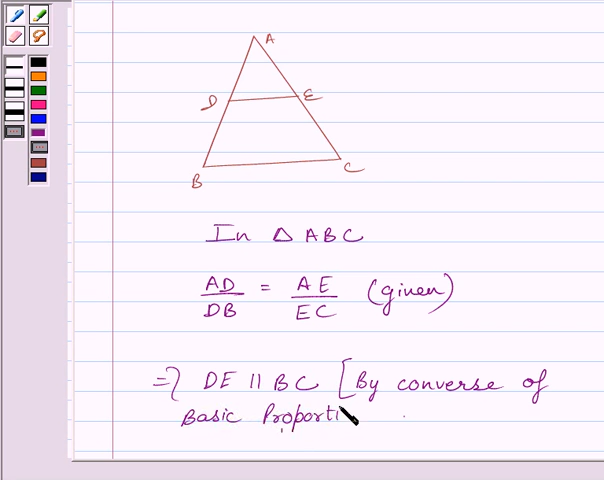 A
D E
B C
In △ ABC
AD/DB = AE/EC (given)
=> DE || BC [By converse of
Basic Proporti